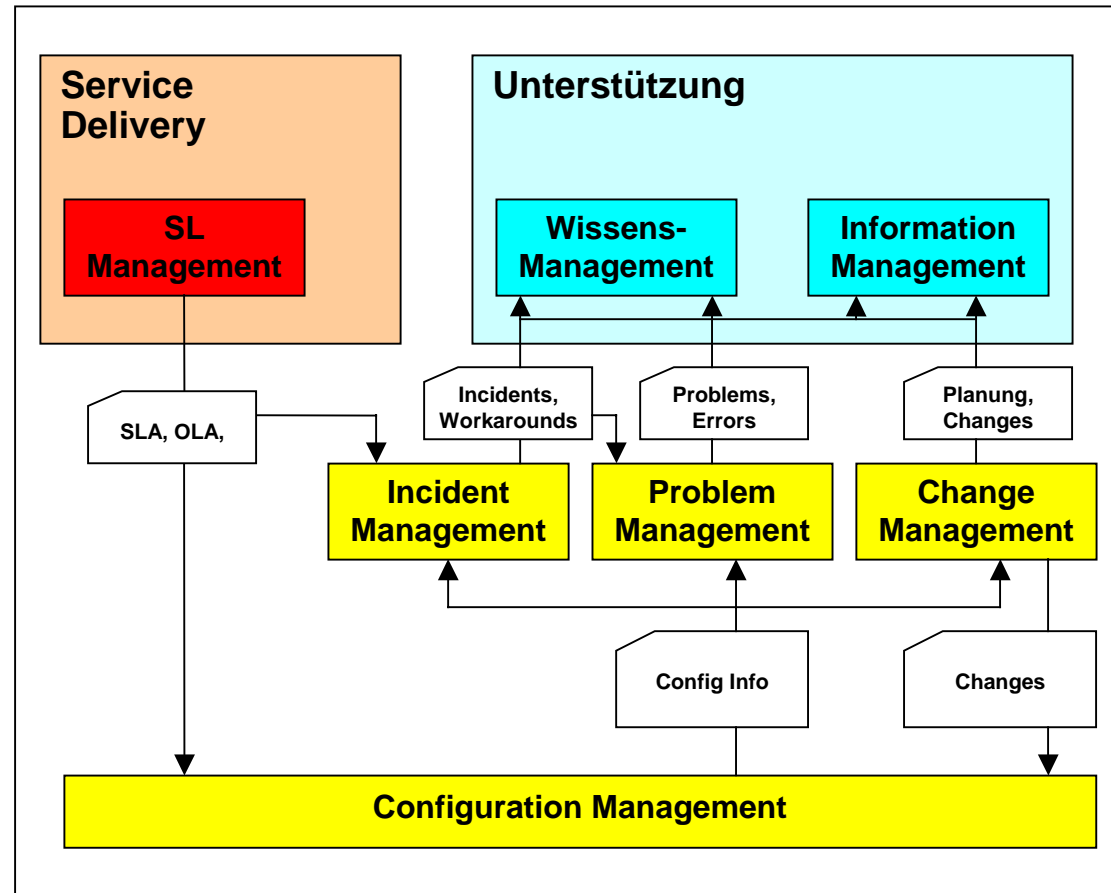 Service
Delivery
Unterstützung
SL
Management
Wissens-
Management
Information
Management
SLA, OLA,
Incidents,
Workarounds
Problems,
Errors
Planung,
Changes
Incident
Management
Problem
Management
Change
Management
Config Info
Changes
Configuration Management